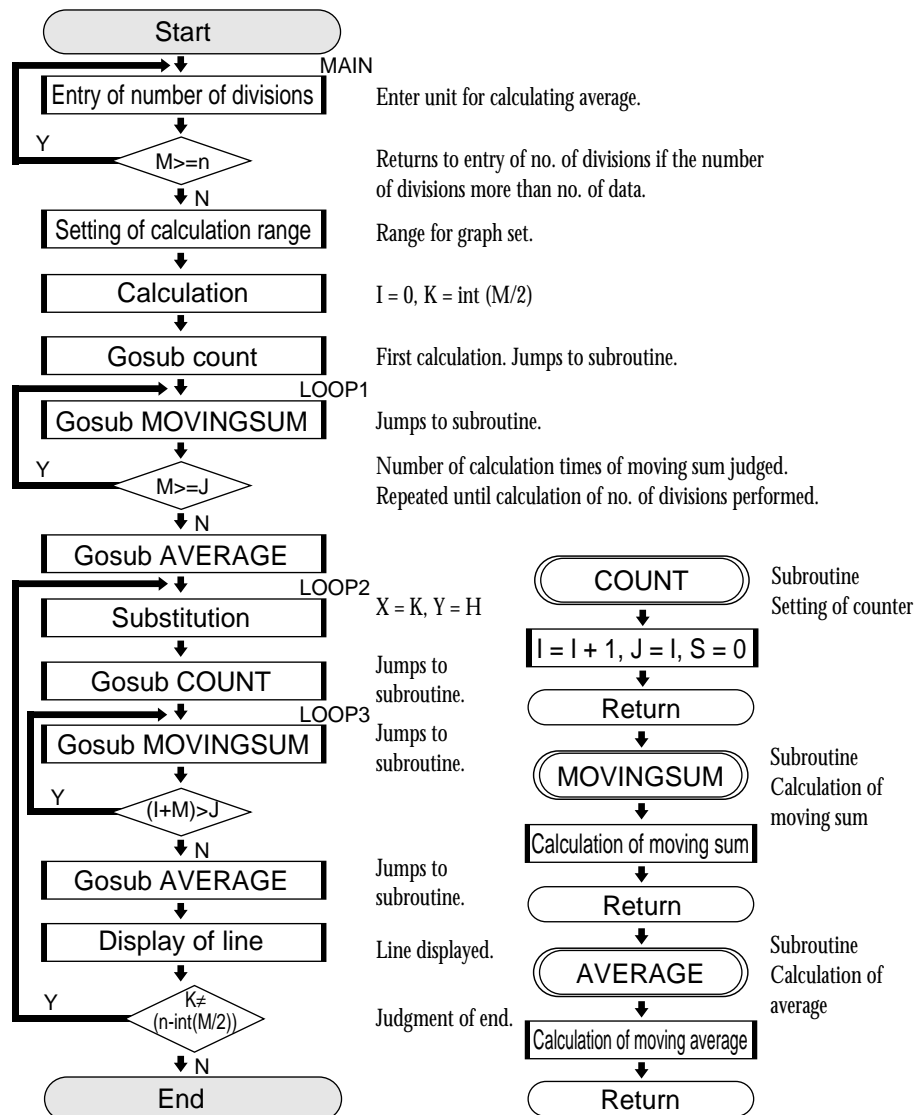 Start
MAIN
Entry of number of divisions
Enter unit for calculating average.
Y
M>=n
Returns to entry of no. of divisions if the number
of divisions more than no. of data.
N
Setting of calculation range
Range for graph set.
Calculation
I = 0, K = int (M/2)
Gosub count
First calculation. Jumps to subroutine.
LOOP1
Gosub MOVINGSUM
Jumps to subroutine.
Y
M>=J
Number of calculation times of moving sum judged.
Repeated until calculation of no. of divisions performed.
N
Gosub AVERAGE
LOOP2
Substitution
X = K, Y = H
Gosub COUNT
Jumps to
subroutine.
LOOP3
Gosub MOVINGSUM
Jumps to
subroutine.
Y
(I+M)>J
N
Gosub AVERAGE
Jumps to
subroutine.
Display of line
Line displayed.
Y
K≠
(n-int(M/2))
Judgment of end.
N
End
COUNT
Subroutine
Setting of counter
I = I + 1, J = I, S = 0
Return
MOVINGSUM
Subroutine
Calculation of
moving sum
Calculation of moving sum
Return
AVERAGE
Subroutine
Calculation of
average
Calculation of moving average
Return